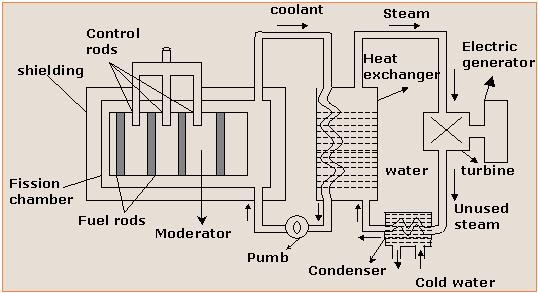 coolant
Steam
Control
rods
shielding
Heat
exchanger
Electric
generator
water
turbine
Fission
chamber
Fuel rods
Moderator
Unused
steam
Pumb
Condenser
Cold water